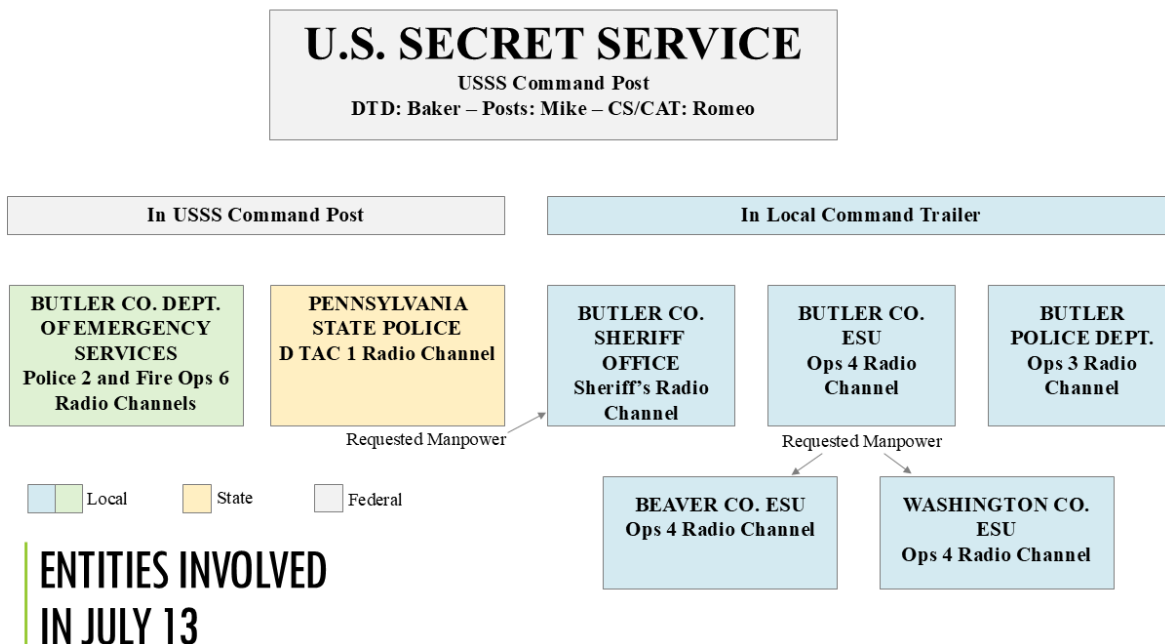 U.S. SECRET SERVICE
USSS Command Post
DTD: Baker – Posts: Mike – CS/CAT: Romeo
In USSS Command Post
In Local Command Trailer
BUTLER CO. DEPT.
OF EMERGENCY
SERVICES
Police 2 and Fire Ops 6
Radio Channels
PENNSYLVANIA
STATE POLICE
D TAC 1 Radio Channel
BUTLER CO.
SHERIFF
OFFICE
Sheriff's Radio
Channel
BUTLER CO.
ESU
Ops 4 Radio
Channel
BUTLER
POLICE DEPT.
Ops 3 Radio
Channel
Requested Manpower
Requested Manpower
BEAVER CO. ESU
Ops 4 Radio Channel
WASHINGTON CO.
ESU
Ops 4 Radio Channel
Local
State
Federal
ENTITIES INVOLVED
IN JULY 13